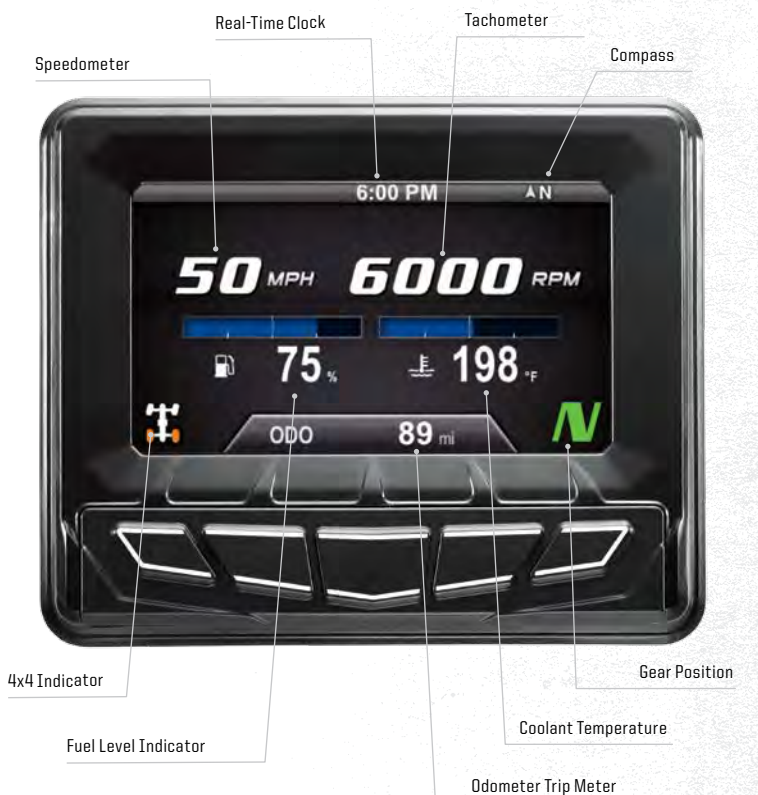 Real-Time Clock
Tachometer
Compass
Speedometer
6:00 PM
N
50 MPH
6000 RPM
75 %
198 °F
ODO 89 mi
N
4x4 Indicator
Gear Position
Coolant Temperature
Fuel Level Indicator
Odometer Trip Meter